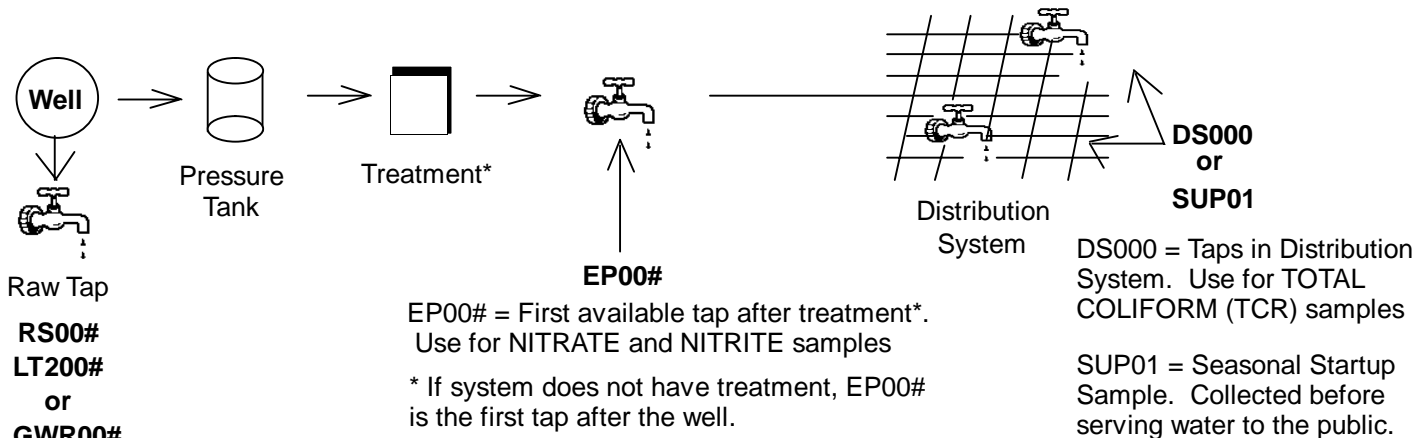 Well
Pressure
Tank
Treatment*
Raw Tap
RS00#
LT200#
or
GWR00#
EP00#
EP00# = First available tap after treatment*.
Use for NITRATE and NITRITE samples
* If system does not have treatment, EP00#
is the first tap after the well.
Distribution
System
DS000
or
SUP01
DS000 = Taps in Distribution
System. Use for TOTAL
COLIFORM (TCR) samples
SUP01 = Seasonal Startup
Sample. Collected before
serving water to the public.